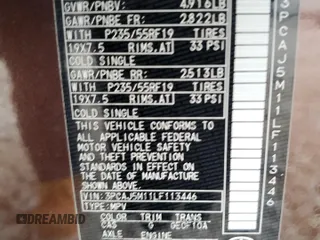 GVWR/PNBV: 4916LB
GAWR/PNBE FR: 2822LB
WITH P235/55RF19 TIRES
19X7.5 RIMS,AT 33 PSI
COLD SINGLE
GAWR/PNBE RR: 2513LB
WITH P235/55RF19 TIRES
19X7.5 RIMS,AT 33 PSI
COLD SINGLE
THIS VEHICLE CONFORMS TO
ALL APPLICABLE FEDERAL
MOTOR VEHICLE SAFETY
AND THEFT PREVENTION
STANDARDS IN EFFECT ON
THE DATE OF MANUFACTURE
SHOWN ABOVE.
VIN:3PCAJ5M11LF113446
TYPE:MPV
COLOR TRIM TRANS
CAS G
AXLE ENGINE
3PCAJ5M11LF113446
DASHBOARD DIMES